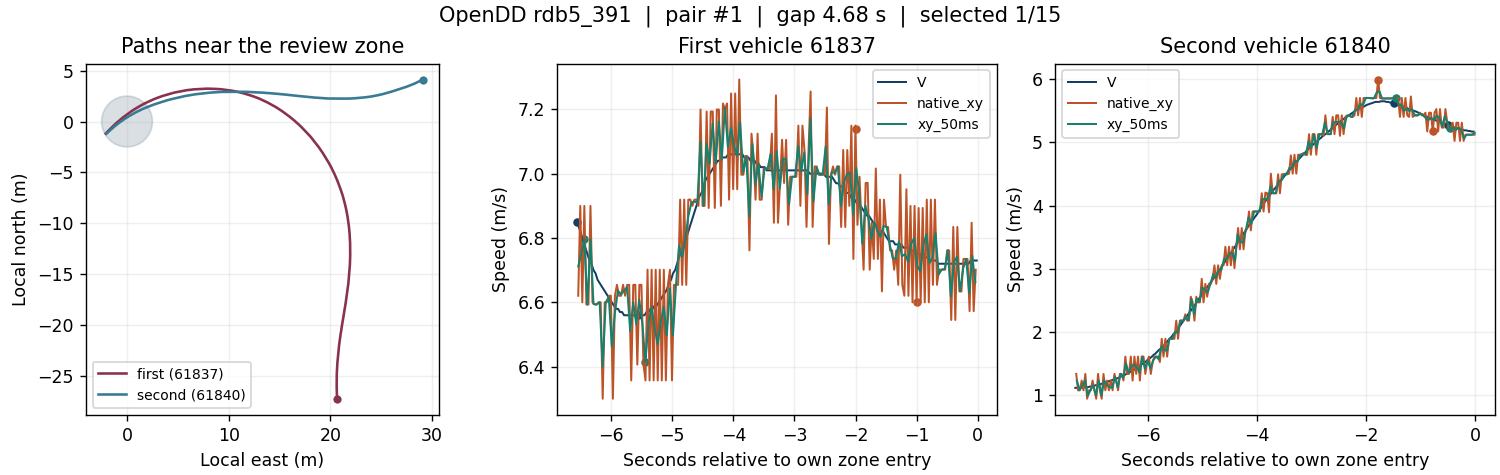 OpenDD rdb5_391 | pair #1 | gap 4.68 s | selected 1/15
Paths near the review zone
5
0
−5
−10
−15
−20
−25
Local north (m)
first (61837)
second (61840)
0
10
20
30
Local east (m)
First vehicle 61837
7.2
7.0
6.8
6.6
6.4
Speed (m/s)
V
native_xy
xy_50ms
−6
−5
−4
−3
−2
−1
0
Seconds relative to own zone entry
Second vehicle 61840
6
5
4
3
2
1
Speed (m/s)
V
native_xy
xy_50ms
−6
−4
−2
0
Seconds relative to own zone entry